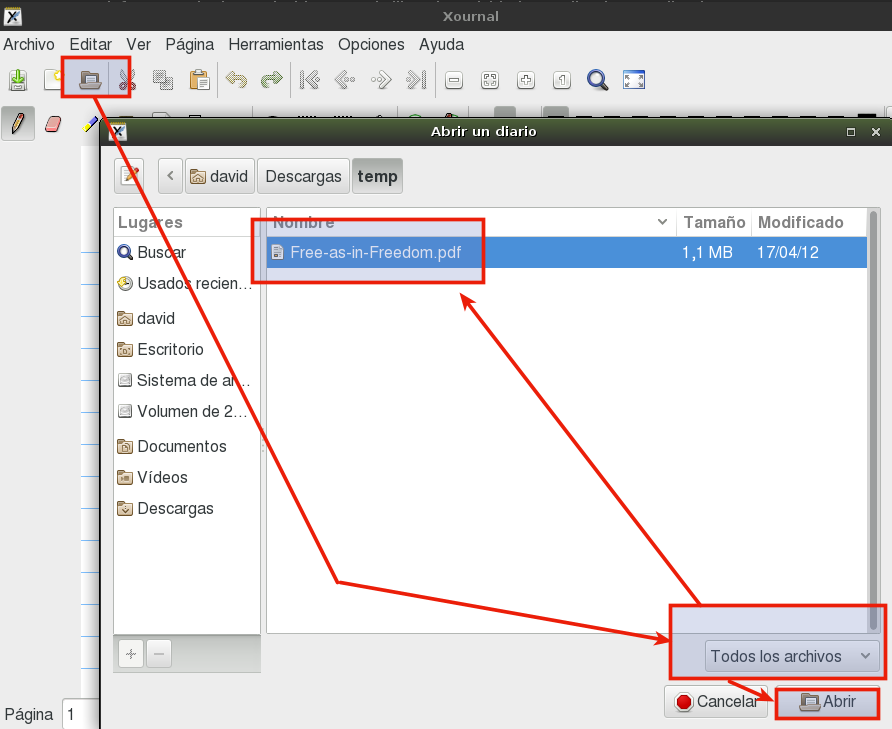 Xournal
Archivo Editar Ver Página Herramientas Opciones Ayuda
Abrir un diario
david Descargas temp
Lugares Nombre Tamaño Modificado
Buscar Free-as-in-Freedom.pdf 1,1 MB 17/04/12
Usados recien...
david
Escritorio
Sistema de ar...
Volumen de 2...
Documentos
Vídeos
Descargas
Todos los archivos
Cancelar Abrir
Página 1